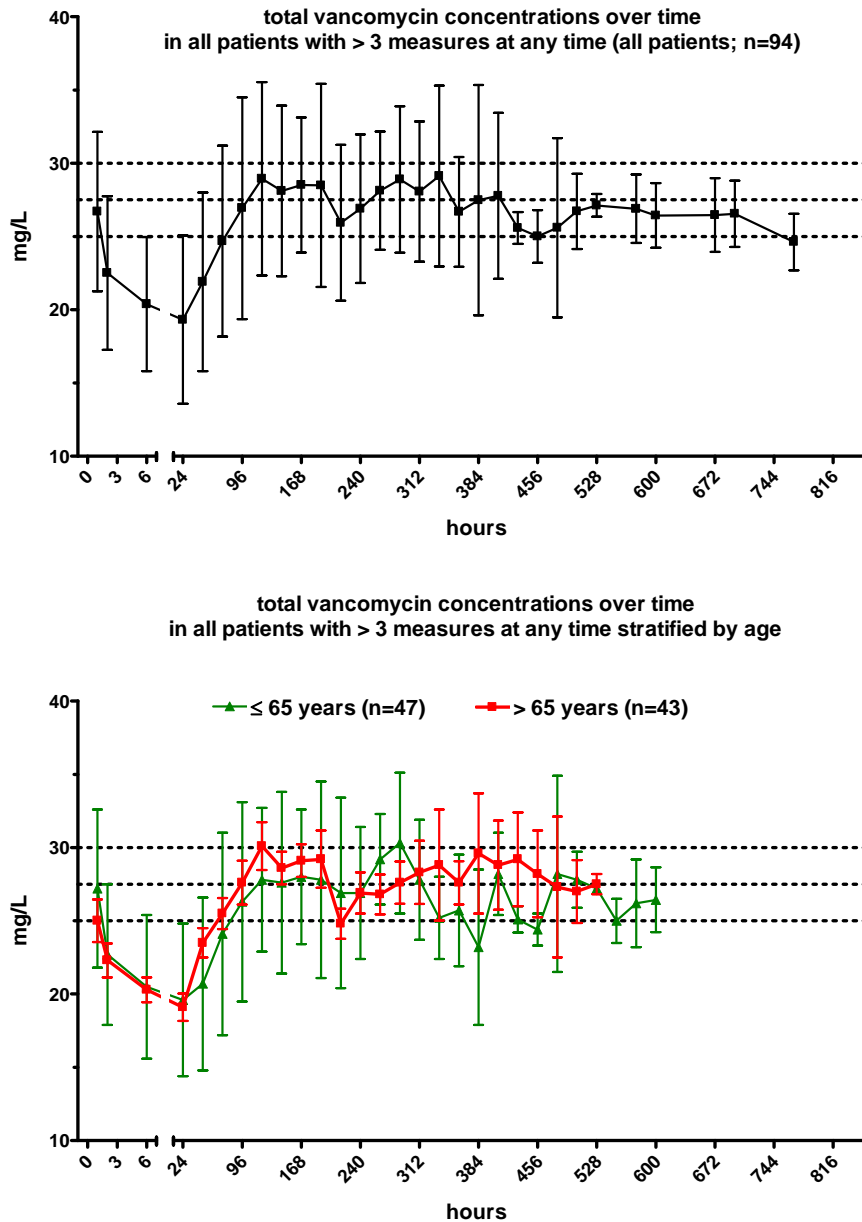 total vancomycin concentrations over time
in all patients with > 3 measures at any time (all patients; n=94)
40
30
20
10
mg/L
0 3 6 24 96 168 240 312 384 456 528 600 672 744 816
hours
total vancomycin concentrations over time
in all patients with > 3 measures at any time stratified by age
40
≤ 65 years (n=47) > 65 years (n=43)
30
20
10
mg/L
0 3 6 24 96 168 240 312 384 456 528 600 672 744 816
hours